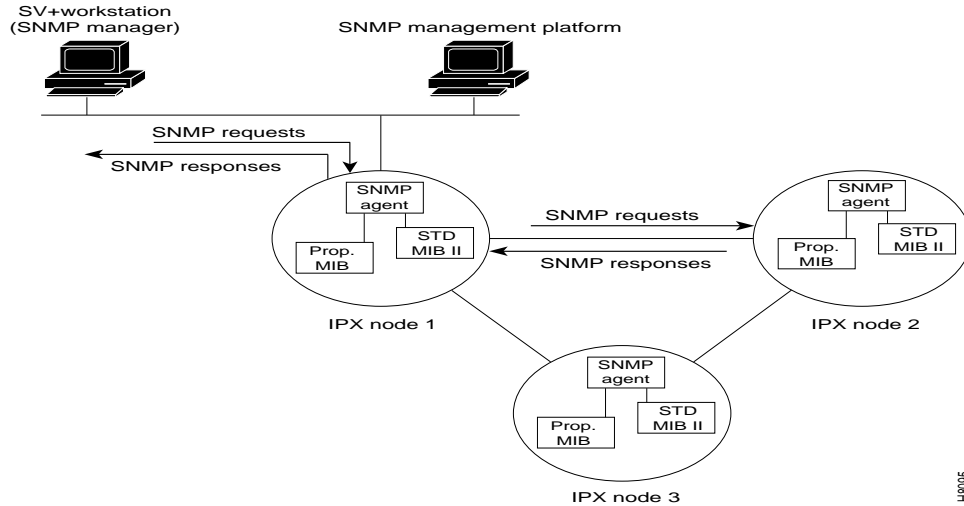 SV+workstation
(SNMP manager)
SNMP management platform
SNMP requests
SNMP responses
SNMP
agent
Prop.
MIB
STD
MIB II
IPX node 1
SNMP requests
SNMP responses
SNMP
agent
Prop.
MIB
STD
MIB II
IPX node 2
SNMP
agent
Prop.
MIB
STD
MIB II
IPX node 3
H8095